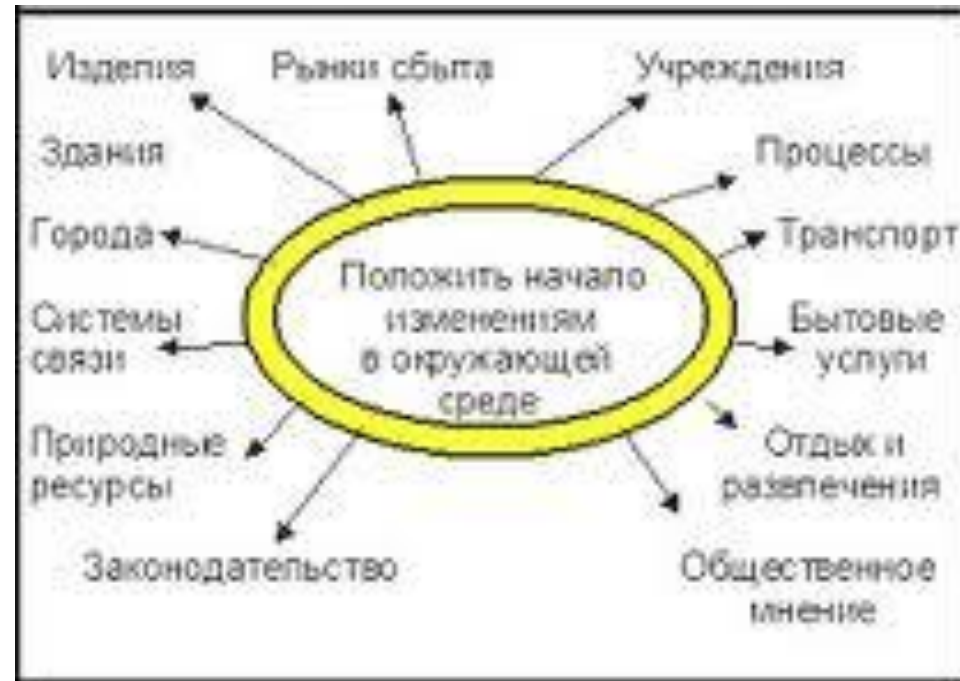 Изделия Рынки сбыта Учреждения
Здания Процессы
Города Транспорт
Положить начало
изменениям
в окружающей
среде
Системы
связи
Бытовые
услуги
Природные
ресурсы
Отдых и
развлечения
Законодательство
Общественное
мнение